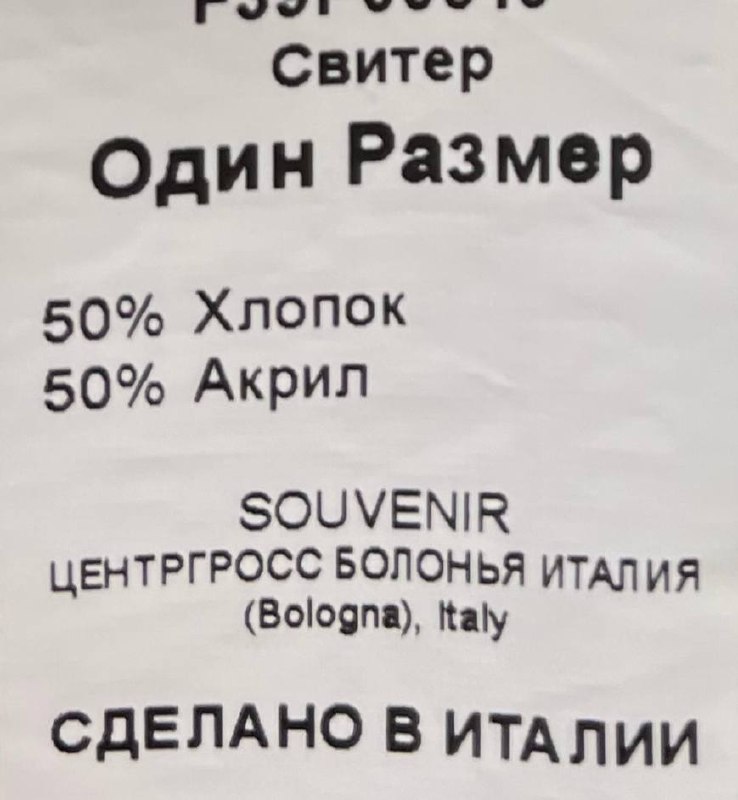 Свитер
Один Размер
50% Хлопок
50% Акрил
SOUVENIR
ЦЕНТРГРОСС БОЛОНЬЯ ИТАЛИЯ
(Bologna), Italy
СДЕЛАНО В ИТАЛИИ